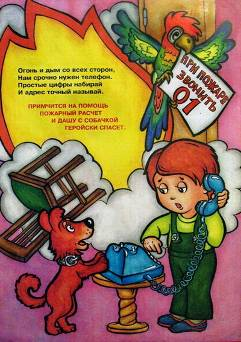 ПРИ ПОЖАРЕ
ЗВОНИТЬ
01
Огонь и дым со всех сторон,
Нам срочно нужен телефон.
Простые цифры набирай
И адрес точный называй.
ПРИМЧИТСЯ НА ПОМОЩЬ
ПОЖАРНЫЙ РАСЧЕТ
И ДАШУ С СОБАЧКОЙ
ГЕРОЙСКИ СПАСЕТ.